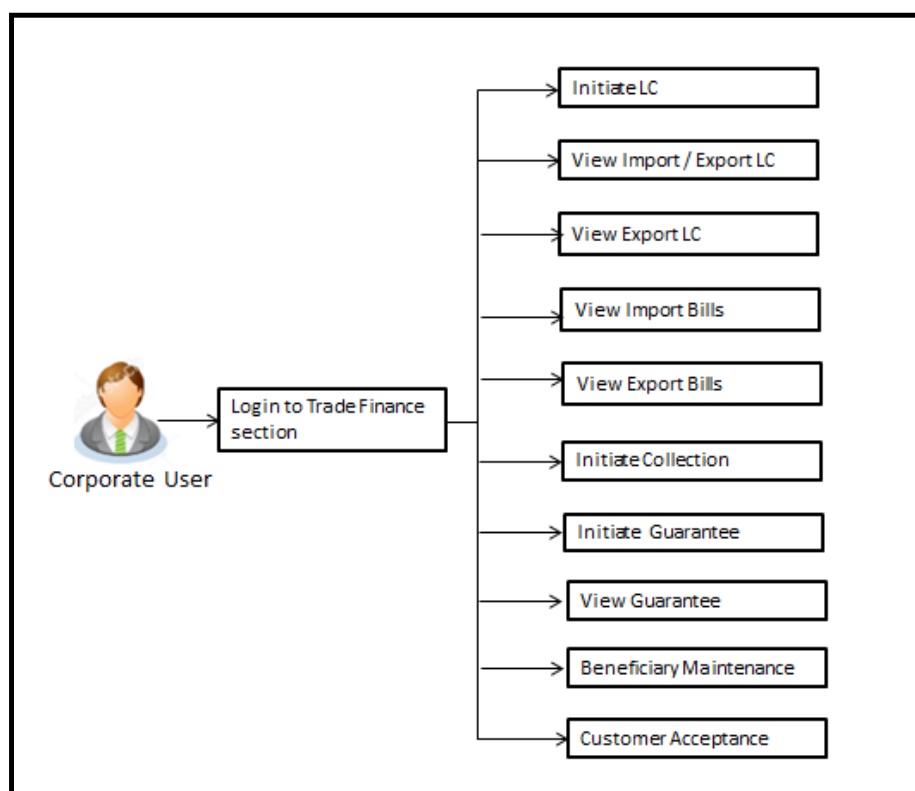 Initiate LC
View Import / Export LC
View Export LC
View Import Bills
View Export Bills
Login to Trade Finance
section
Corporate User
Initiate Collection
Initiate Guarantee
View Guarantee
Beneficiary Maintenance
Customer Acceptance